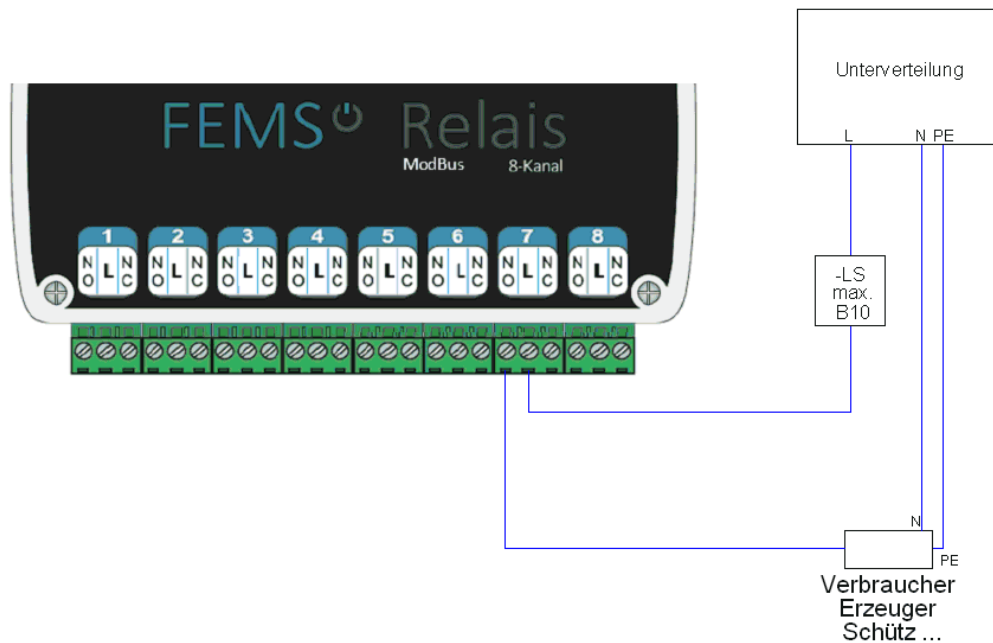 Unterverteilung
L N PE
FEMS Relais
ModBus 8-Kanal
1 2 3 4 5 6 7 8
NO L NC NO L NC NO L NC NO L NC NO L NC NO L NC NO L NC NO L NC
-LS
max.
B10
N
PE
Verbraucher
Erzeuger
Schütz ...